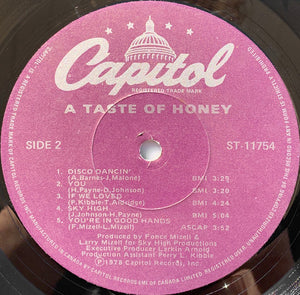 Capitol
REGISTERED TRADE MARK
A TASTE OF HONEY
SIDE 2
ST-11754
1. DISCO DANCIN'
(A.Barnes-J.Malone) BMI 3:29
2. YOU
(H.Payne-D.Johnson) BMI 3:20
3. IF WE LOVED
(P.Kibble-T.Aldridge) BMI 3:20
4. SKY HIGH
(J.Johnson-H.Payne) BMI 5:04
5. YOU'RE IN GOOD HANDS
(F.Mizell-L.Mizell) ASCAP 3:52
Produced by Fonce Mizell &
Larry Mizell for Sky High Productions
Executive Producer Larkin Arnold
Production Assistant Perry L. Kibble
℗ 1978 Capitol Records, Inc.